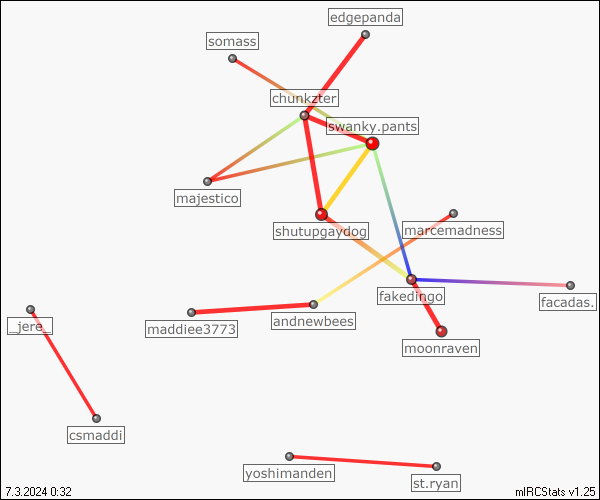 edgepanda
somass
chunkzter
swanky.pants
majestico
shutupgaydog
marcemadness
fakedingo
facadas.
_jere_
maddiee3773
andnewbees
moonraven
csmaddi
yoshimanden
st.ryan
7.3.2024 0:32
mIRCStats v1.25